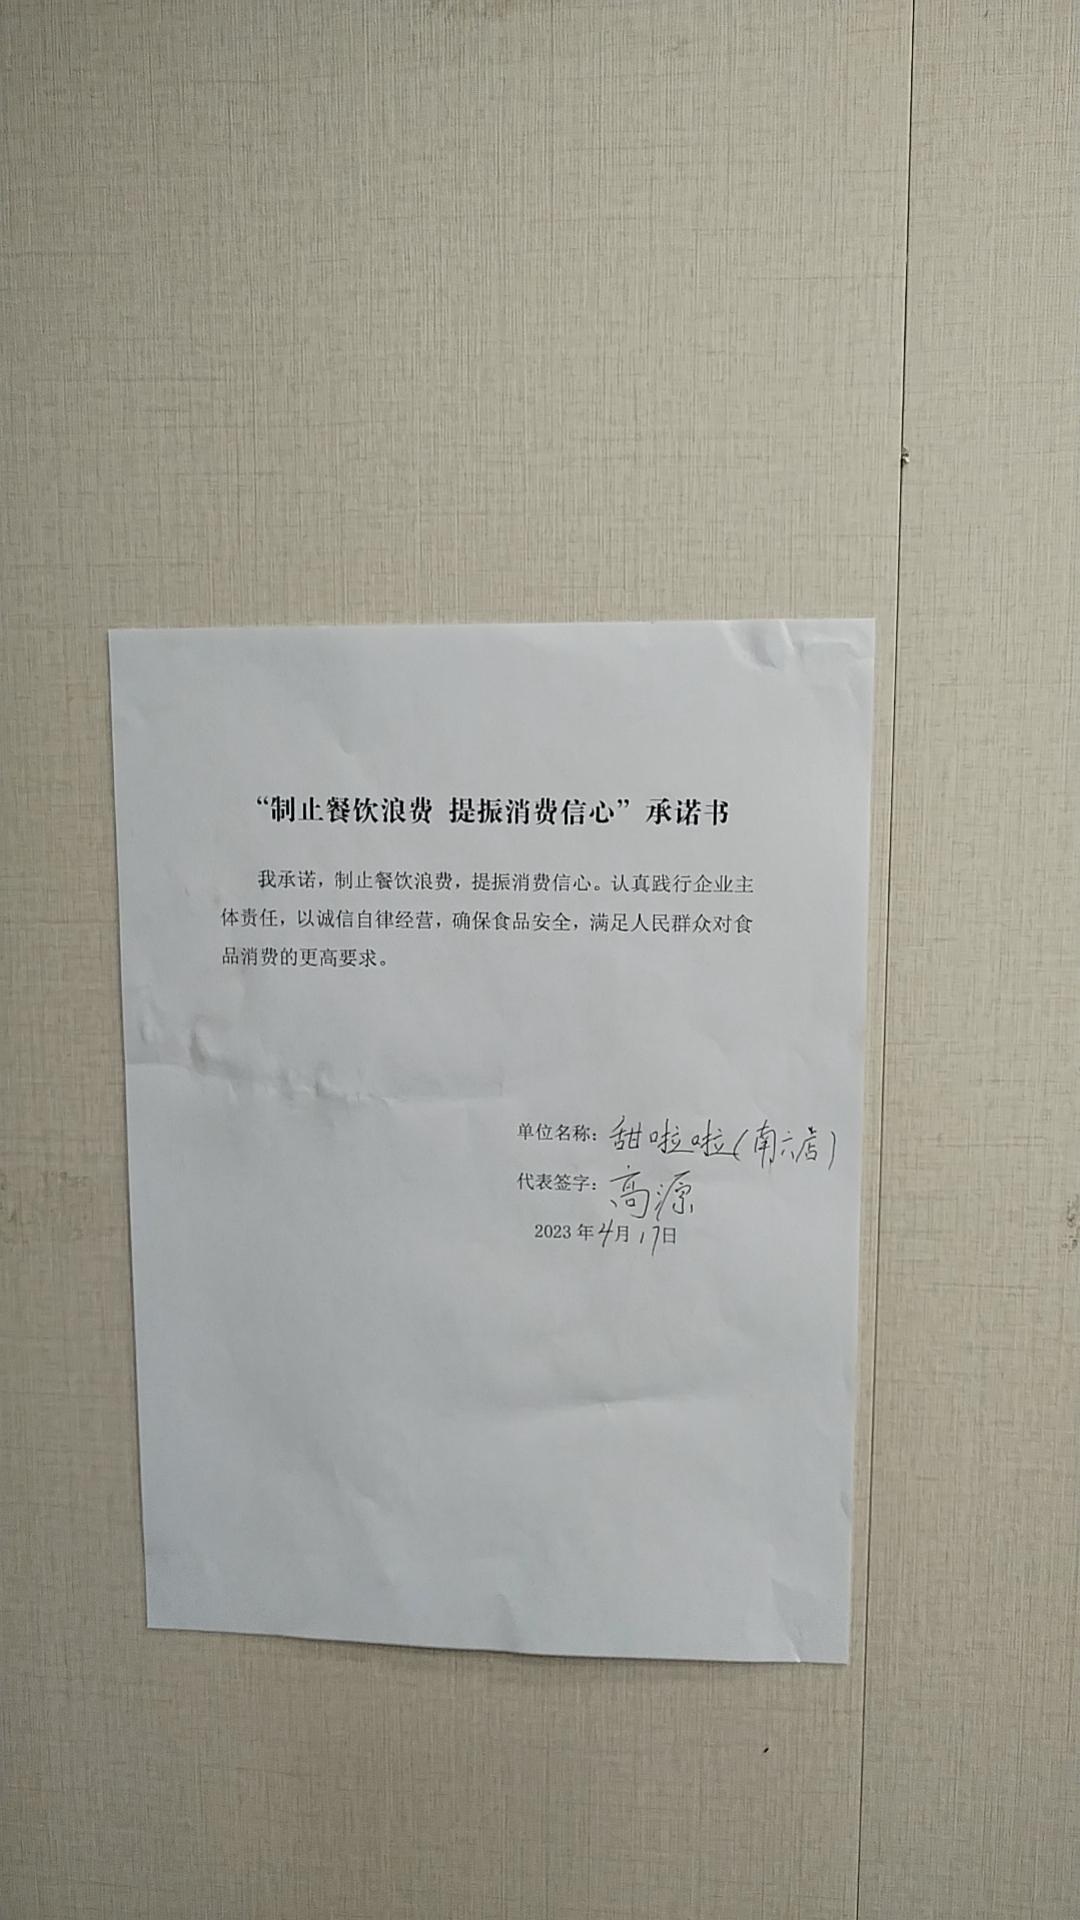 “制止餐饮浪费 提振消费信心”承诺书
我承诺，制止餐饮浪费，提振消费信心。认真践行企业主
体责任，以诚信自律经营，确保食品安全，满足人民群众对食
品消费的更高要求。
单位名称：甜啦啦（南六店）
代表签字：高源
2023年4月17日